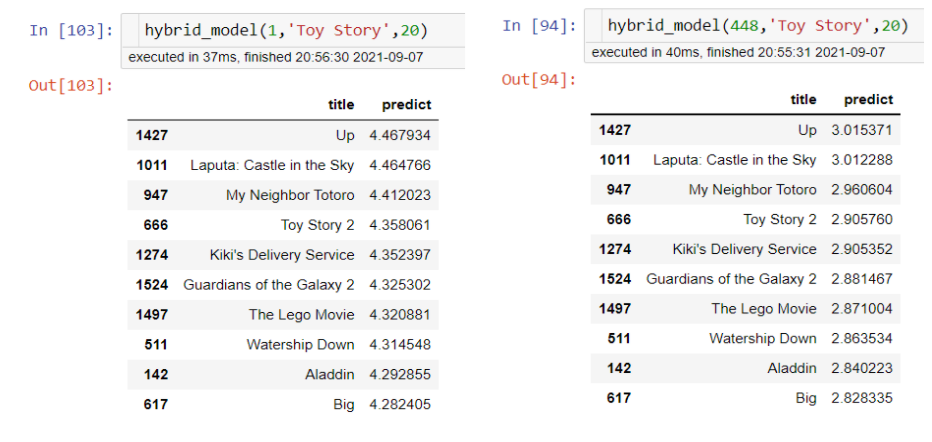 In [103]: hybrid_model(1,'Toy Story',20)
executed in 37ms, finished 20:56:30 2021-09-07
Out[103]:
title predict
1427 Up 4.467934
1011 Laputa: Castle in the Sky 4.464766
947 My Neighbor Totoro 4.412023
666 Toy Story 2 4.358061
1274 Kiki's Delivery Service 4.352397
1524 Guardians of the Galaxy 2 4.325302
1497 The Lego Movie 4.320881
511 Watership Down 4.314548
142 Aladdin 4.292855
617 Big 4.282405
In [94]: hybrid_model(448,'Toy Story',20)
executed in 40ms, finished 20:55:31 2021-09-07
Out[94]:
title predict
1427 Up 3.015371
1011 Laputa: Castle in the Sky 3.012288
947 My Neighbor Totoro 2.960604
666 Toy Story 2 2.905760
1274 Kiki's Delivery Service 2.905352
1524 Guardians of the Galaxy 2 2.881467
1497 The Lego Movie 2.871004
511 Watership Down 2.863534
142 Aladdin 2.840223
617 Big 2.828335